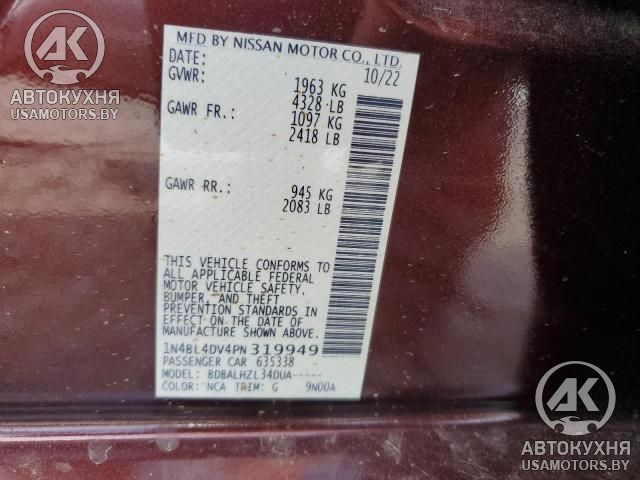 MFD BY NISSAN MOTOR CO., LTD.
DATE: 10/22
GVWR: 1963 KG
4328 LB
GAWR FR.: 1097 KG
2418 LB
GAWR RR.: 945 KG
2083 LB
THIS VEHICLE CONFORMS TO
ALL APPLICABLE FEDERAL
MOTOR VEHICLE SAFETY,
BUMPER, AND THEFT
PREVENTION STANDARDS IN
EFFECT ON THE DATE OF
MANUFACTURE SHOWN ABOVE.
1N4BL4DV4PN319949
PASSENGER CAR 635338
MODEL: BDBALHZL34DUA-----
COLOR: NCA TRIM: G 9N00A
AK
АВТОКУХНЯ
USAMOTORS.BY
AK
АВТОКУХНЯ
USAMOTORS.BY